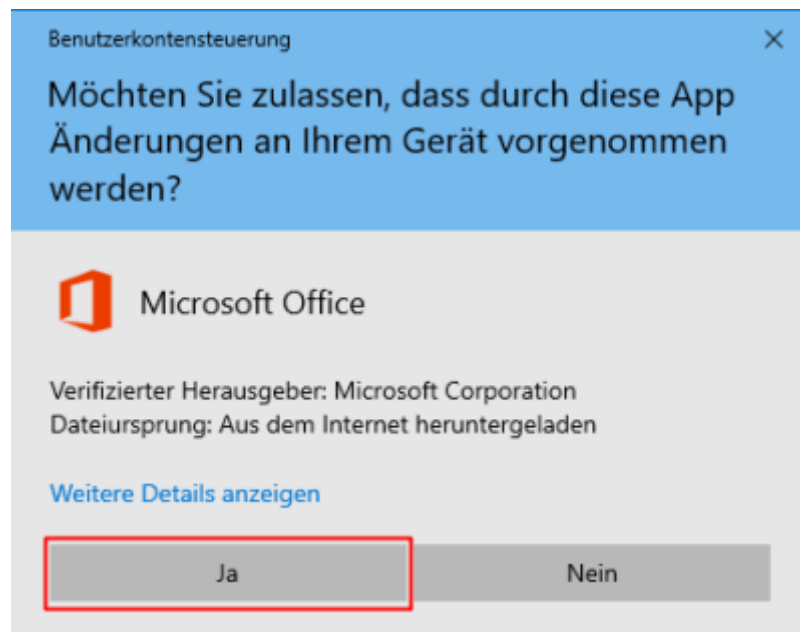 Benutzerkontensteuerung
Möchten Sie zulassen, dass durch diese App
Änderungen an Ihrem Gerät vorgenommen
werden?
Microsoft Office
Verifizierter Herausgeber: Microsoft Corporation
Dateiursprung: Aus dem Internet heruntergeladen
Weitere Details anzeigen
Ja Nein